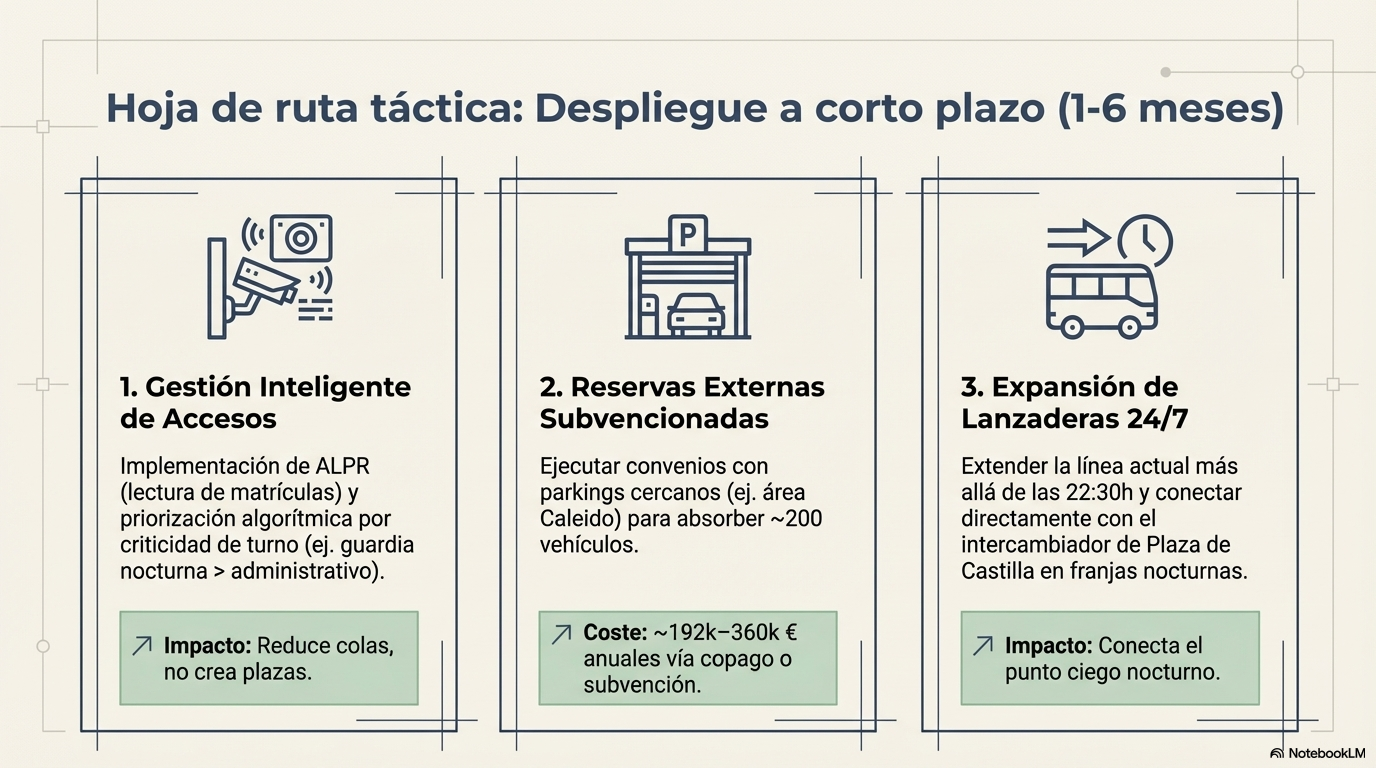 Hoja de ruta táctica: Despliegue a corto plazo (1-6 meses)
P
1. Gestión Inteligente
de Accesos
Implementación de ALPR
(lectura de matrículas) y
priorización algorítmica por
criticidad de turno (ej. guardia
nocturna > administrativo).
Impacto: Reduce colas,
no crea plazas.
2. Reservas Externas
Subvencionadas
Ejecutar convenios con
parkings cercanos (ej. área
Caleido) para absorber ~200
vehículos.
Coste: ~192k–360k €
anuales vía copago o
subvención.
3. Expansión de
Lanzaderas 24/7
Extender la línea actual más
allá de las 22:30h y conectar
directamente con el
intercambiador de Plaza de
Castilla en franjas nocturnas.
Impacto: Conecta el
punto ciego nocturno.
NotebookLM